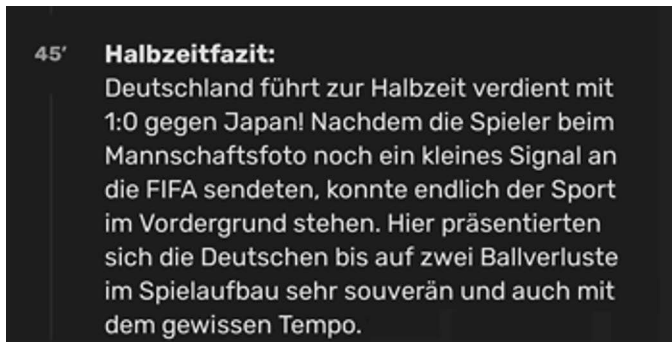 45' Halbzeitfazit:
Deutschland führt zur Halbzeit verdient mit
1:0 gegen Japan! Nachdem die Spieler beim
Mannschaftsfoto noch ein kleines Signal an
die FIFA sendeten, konnte endlich der Sport
im Vordergrund stehen. Hier präsentierten
sich die Deutschen bis auf zwei Ballverluste
im Spielaufbau sehr souverän und auch mit
dem gewissen Tempo.